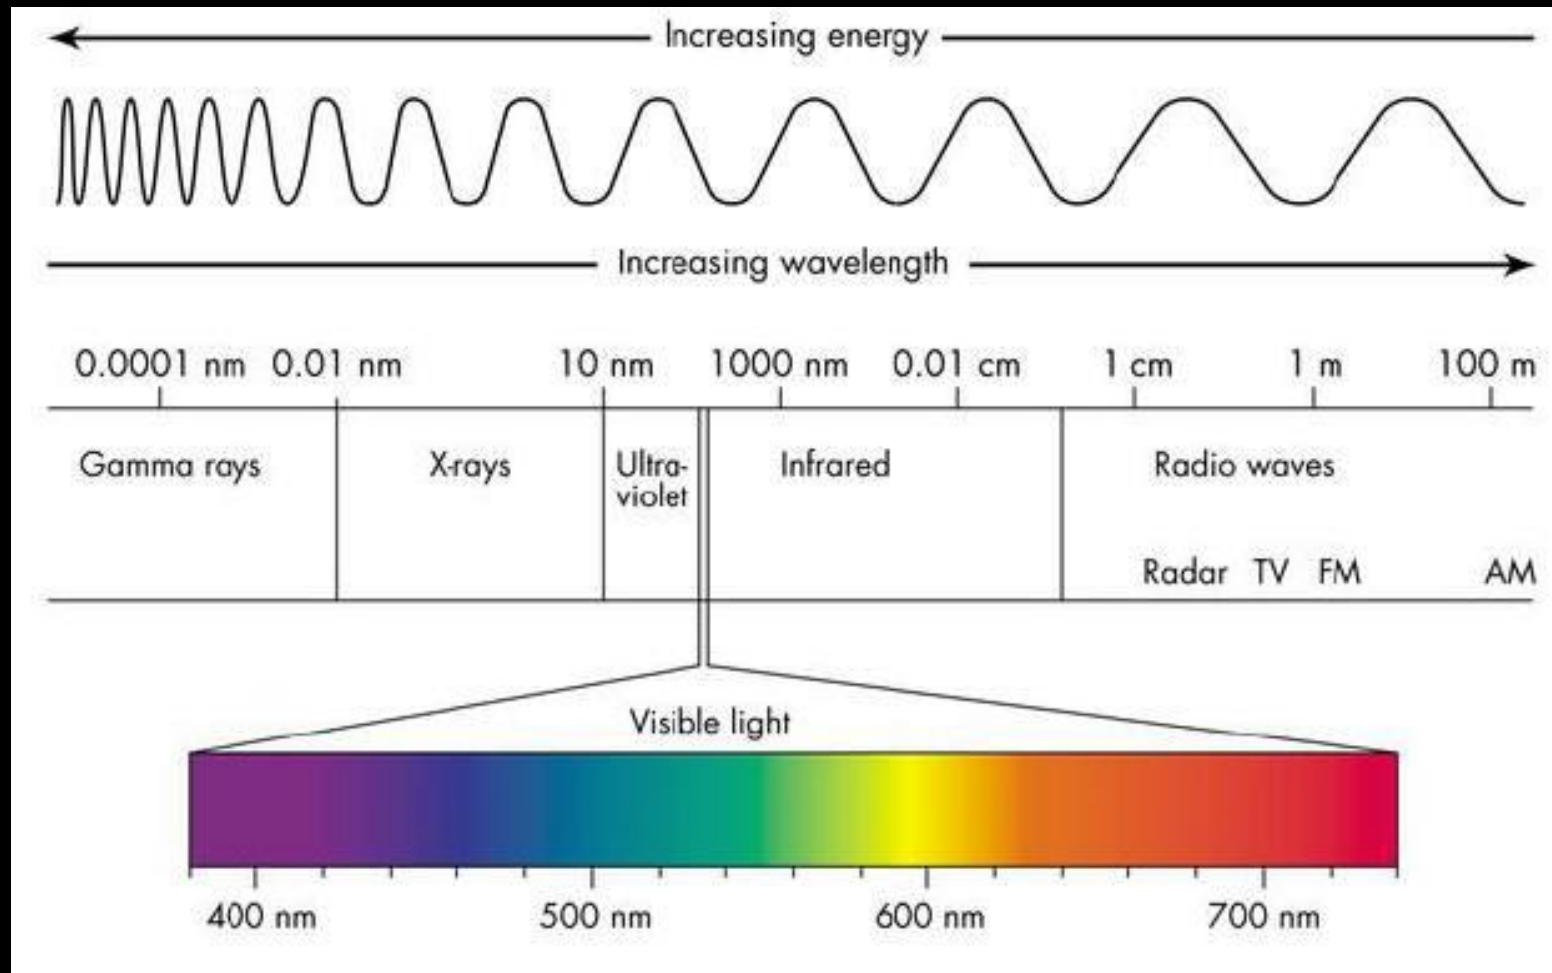 Increasing energy
Increasing wavelength
0.0001 nm 0.01 nm 10 nm 1000 nm 0.01 cm 1 cm 1 m 100 m
Gamma rays X-rays Ultra-
violet Infrared Radio waves
Radar TV FM AM
Visible light
400 nm 500 nm 600 nm 700 nm